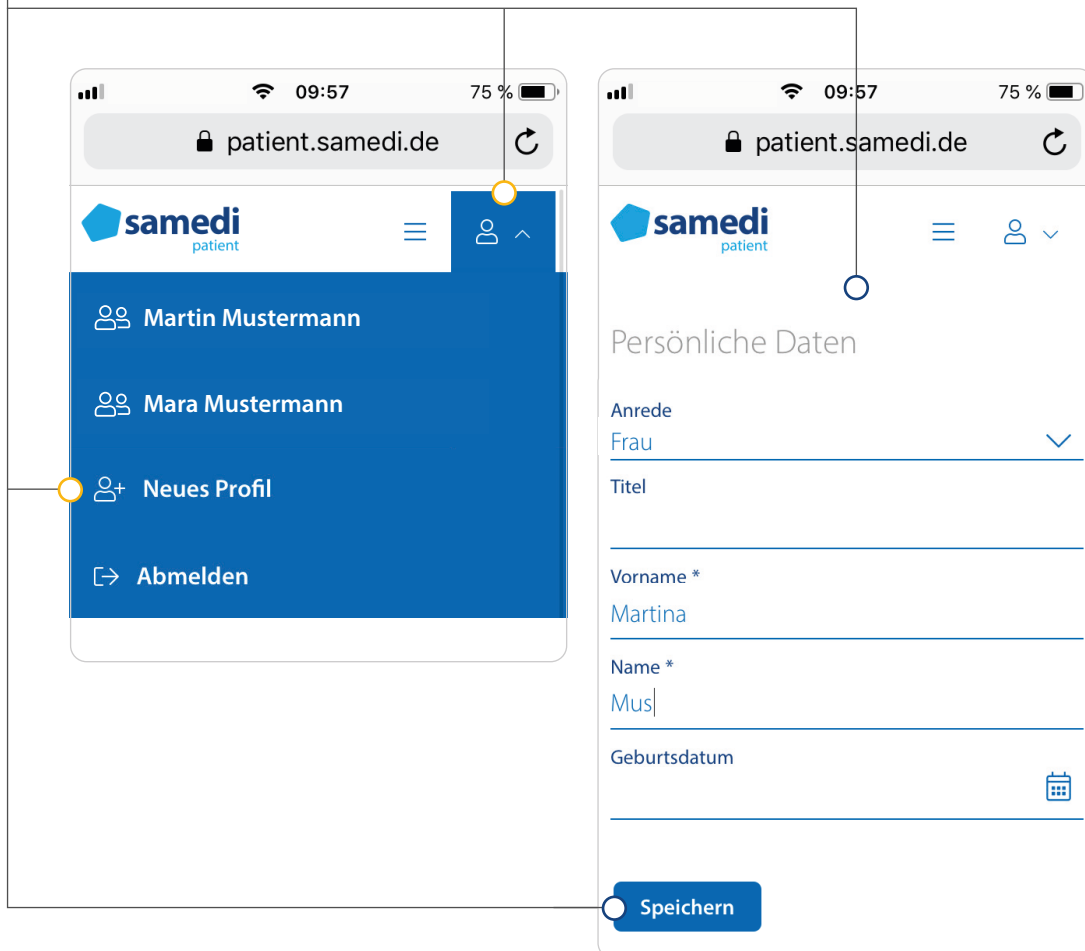 09:57
75 %
patient.samedi.de
samedi
patient
Martin Mustermann
Mara Mustermann
Neues Profil
Abmelden
09:57
75 %
patient.samedi.de
samedi
patient
Persönliche Daten
Anrede
Frau
Titel
Vorname *
Martina
Name *
Mus
Geburtsdatum
Speichern